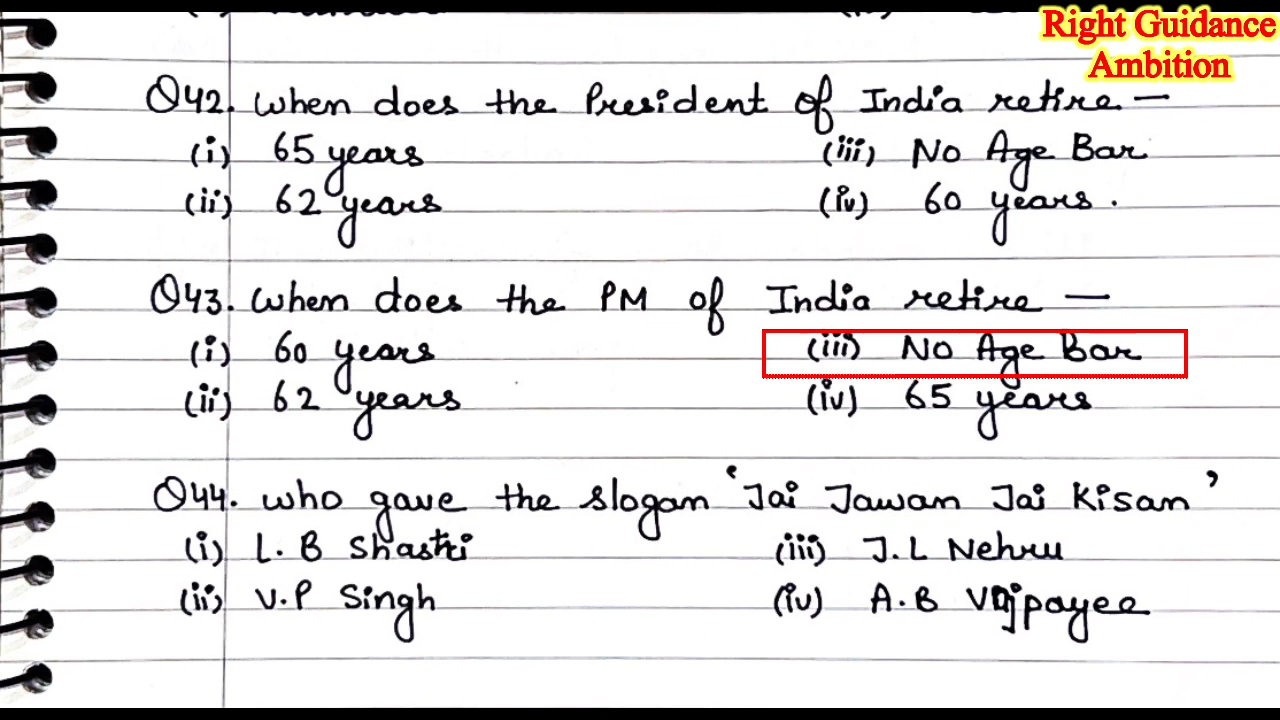 Right Guidance
Ambition
Q42. When does the President of India retire —
(i) 65 years (iii) No Age Bar
(ii) 62 years (iv) 60 years.
Q43. When does the PM of India retire —
(i) 60 years (iii) No Age Bar
(ii) 62 years (iv) 65 years
Q44. Who gave the slogan 'Jai Jawan Jai Kisan'
(i) L. B Shastri (iii) J. L Nehru
(ii) V. P Singh (iv) A. B Vajpayee